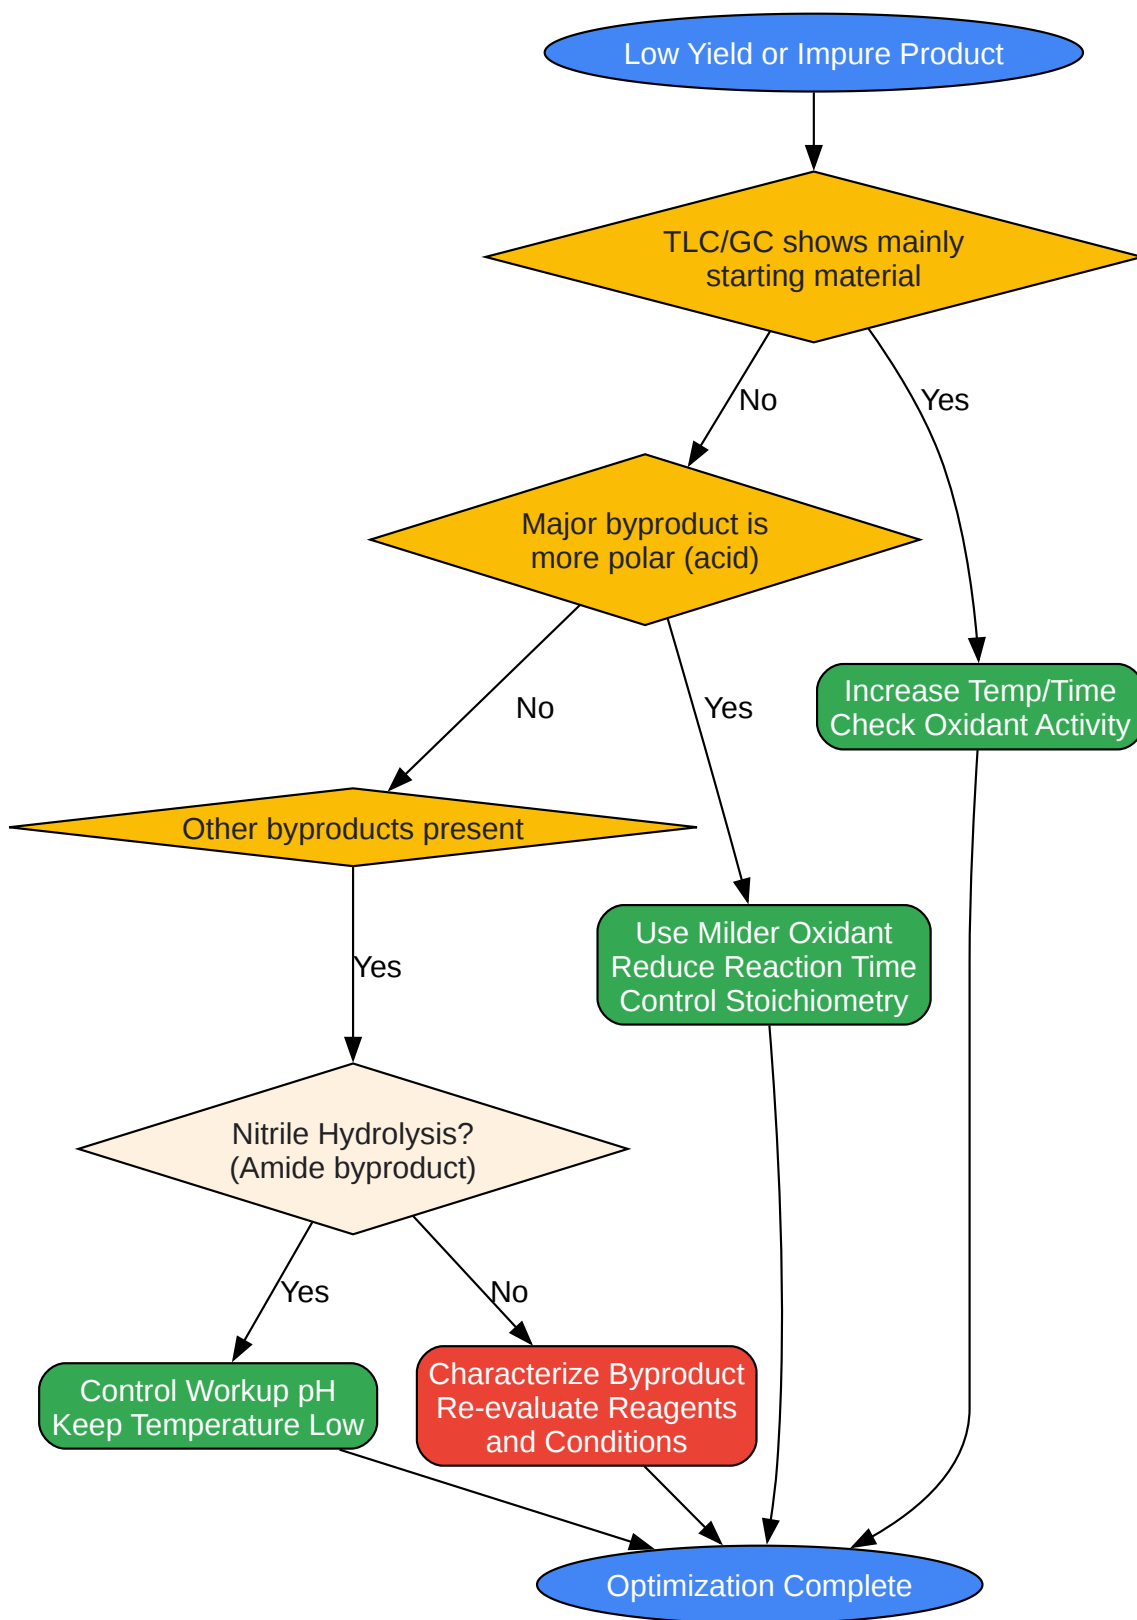 Low Yield or Impure Product
TLC/GC shows mainly
starting material
No
Yes
Major byproduct is
more polar (acid)
Increase Temp/Time
Check Oxidant Activity
No
Yes
Other byproducts present
Use Milder Oxidant
Reduce Reaction Time
Control Stoichiometry
Yes
Nitrile Hydrolysis?
(Amide byproduct)
Yes
No
Control Workup pH
Keep Temperature Low
Characterize Byproduct
Re-evaluate Reagents
and Conditions
Optimization Complete